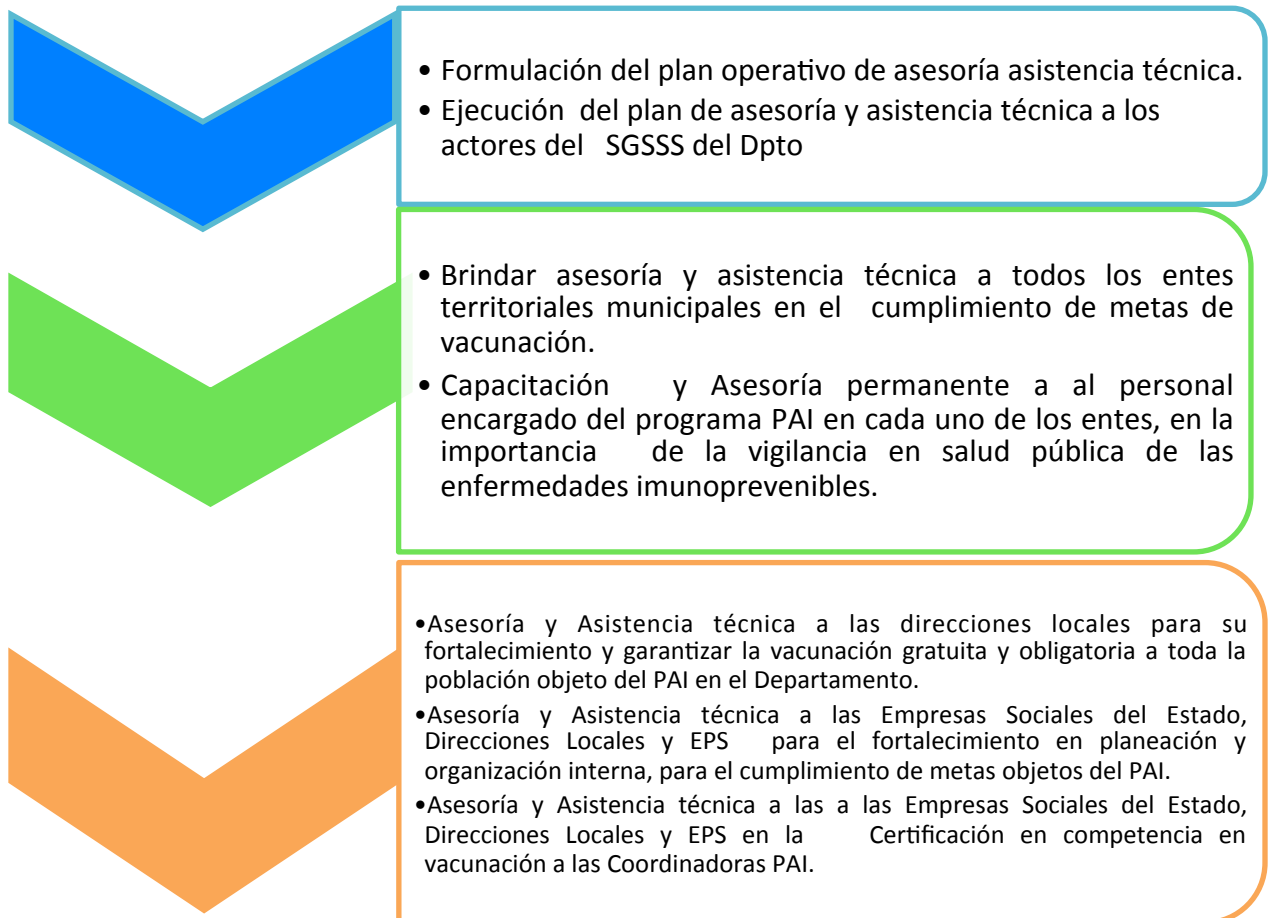 • Formulación del plan operativo de asesoría asistencia técnica.
• Ejecución del plan de asesoría y asistencia técnica a los
actores del SGSSS del Dpto
• Brindar asesoría y asistencia técnica a todos los entes
territoriales municipales en el cumplimiento de metas de
vacunación.
• Capacitación y Asesoría permanente a al personal
encargado del programa PAI en cada uno de los entes, en la
importancia de la vigilancia en salud pública de las
enfermedades imunoprevenibles.
•Asesoría y Asistencia técnica a las direcciones locales para su
fortalecimiento y garantizar la vacunación gratuita y obligatoria a toda la
población objeto del PAI en el Departamento.
•Asesoría y Asistencia técnica a las Empresas Sociales del Estado,
Direcciones Locales y EPS para el fortalecimiento en planeación y
organización interna, para el cumplimiento de metas objetos del PAI.
•Asesoría y Asistencia técnica a las a las Empresas Sociales del Estado,
Direcciones Locales y EPS en la Certificación en competencia en
vacunación a las Coordinadoras PAI.